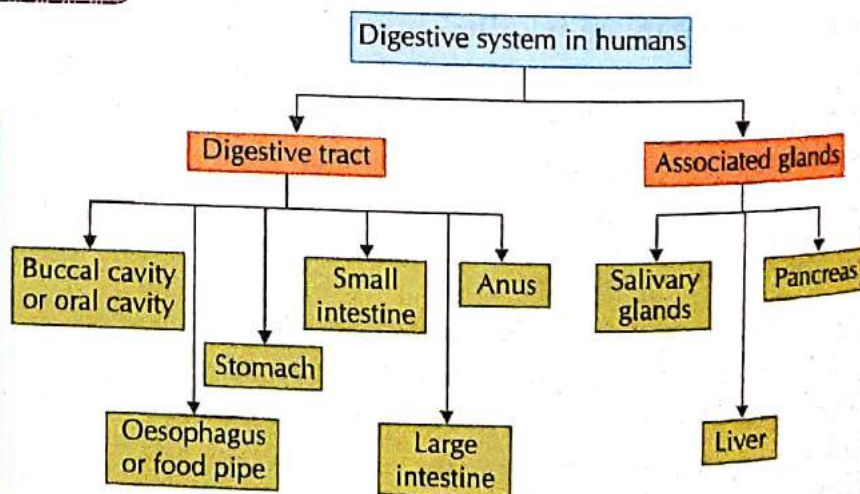 Digestive system in humans
Digestive tract
Associated glands
Buccal cavity
or oral cavity
Oesophagus
or food pipe
Stomach
Small
intestine
Large
intestine
Anus
Salivary
glands
Liver
Pancreas